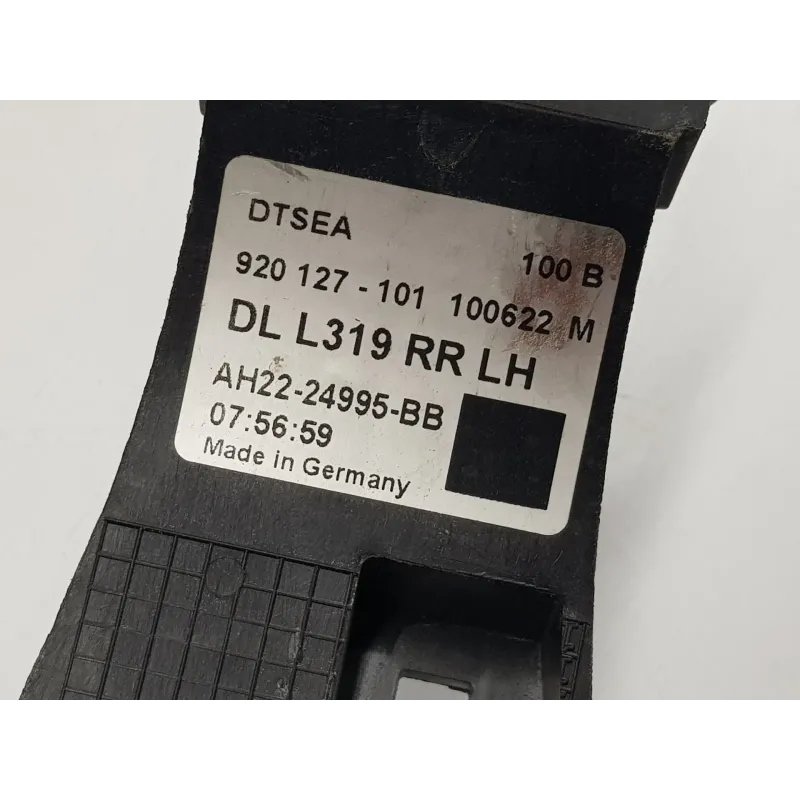 DTSEA
100 B
920 127 - 101 100622 M
DL L319 RR LH
AH22-24995-BB
07:56:59
Made in Germany